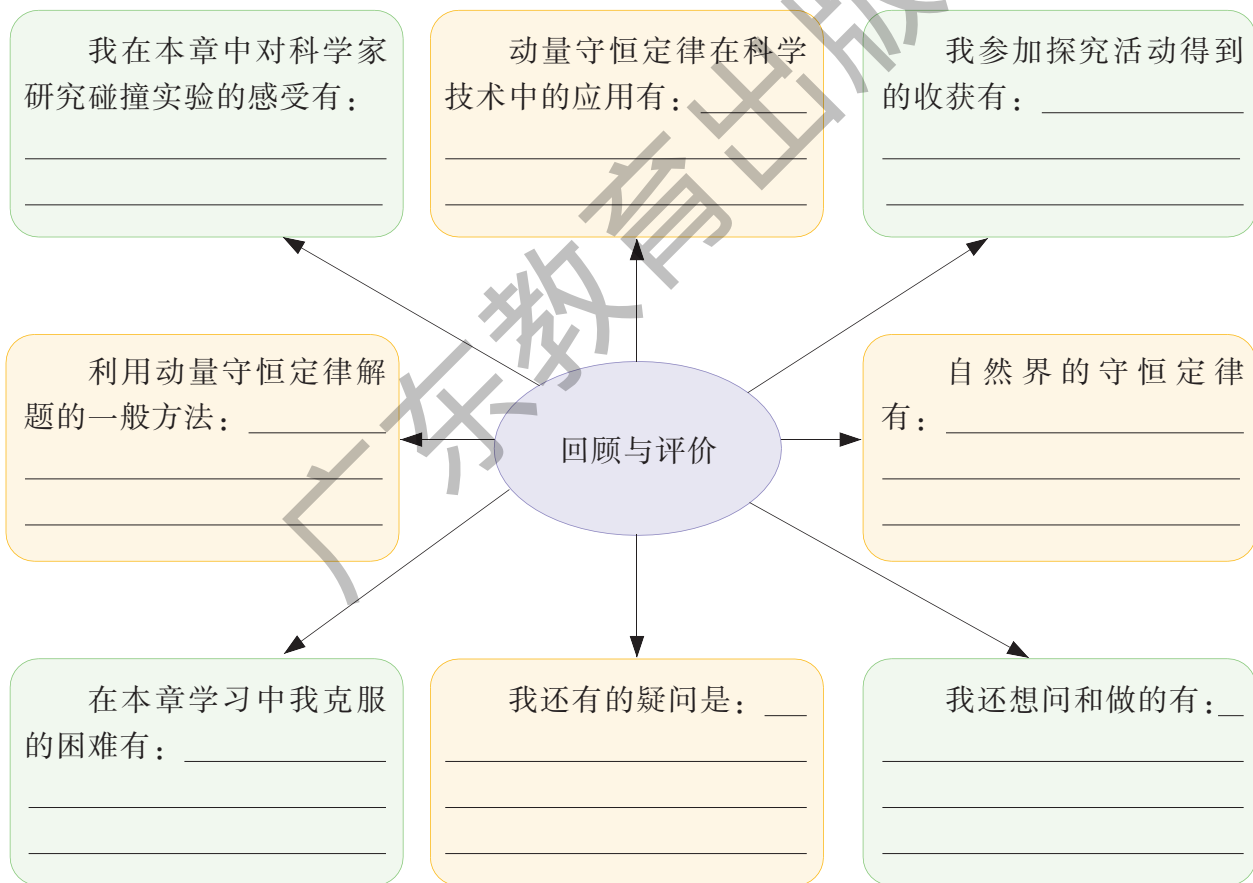 我在本章中对科学家
研究碰撞实验的感受有：
动量守恒定律在科学
技术中的应用有：
我参加探究活动得到
的收获有：
利用动量守恒定律解
题的一般方法：
回顾与评价
自然界的守恒定律
有：
在本章学习中我克服
的困难有：
我还有的疑问是：
我还想问和做的有：
广东教育出版